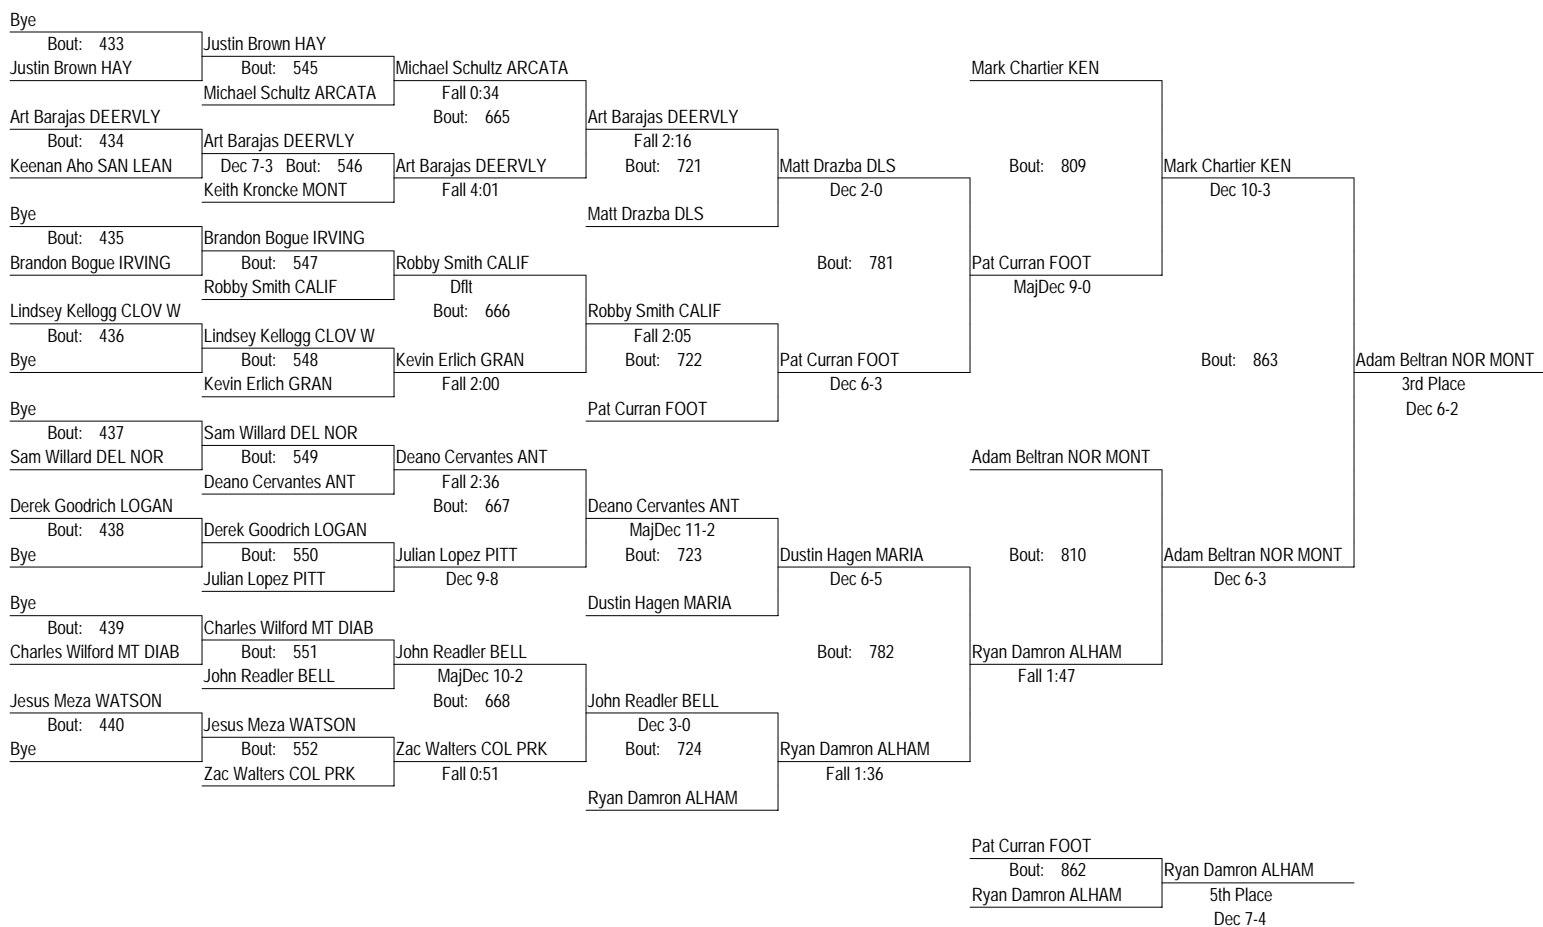 Bye
Bout: 433
Justin Brown HAY
Art Barajas DEERVLY
Bout: 434
Keenan Aho SAN LEAN
Bye
Bout: 435
Brandon Bogue IRVING
Lindsey Kellogg CLOV W
Bout: 436
Bye
Bye
Bout: 437
Sam Willard DEL NOR
Derek Goodrich LOGAN
Bout: 438
Bye
Bye
Bout: 439
Charles Wilford MT DIAB
Jesus Meza WATSON
Bout: 440
Bye
Justin Brown HAY
Bout: 545
Michael Schultz ARCATA
Art Barajas DEERVLY
Dec 7-3 Bout: 546
Keith Kroncke MONT
Brandon Bogue IRVING
Bout: 547
Robby Smith CALIF
Lindsey Kellogg CLOV W
Bout: 548
Kevin Erlich GRAN
Sam Willard DEL NOR
Bout: 549
Deano Cervantes ANT
Derek Goodrich LOGAN
Bout: 550
Julian Lopez PITT
Charles Wilford MT DIAB
Bout: 551
John Readler BELL
Jesus Meza WATSON
Bout: 552
Zac Walters COL PRK
Michael Schultz ARCATA
Fall 0:34
Bout: 665
Art Barajas DEERVLY
Fall 4:01
Robby Smith CALIF
Dflt
Bout: 666
Kevin Erlich GRAN
Fall 2:00
Deano Cervantes ANT
Fall 2:36
Bout: 667
Julian Lopez PITT
Dec 9-8
John Readler BELL
MajDec 10-2
Bout: 668
Zac Walters COL PRK
Fall 0:51
Art Barajas DEERVLY
Fall 2:16
Bout: 721
Matt Drazba DLS
Robby Smith CALIF
Fall 2:05
Bout: 722
Pat Curran FOOT
Deano Cervantes ANT
MajDec 11-2
Bout: 723
Dustin Hagen MARIA
John Readler BELL
Dec 3-0
Bout: 724
Ryan Damron ALHAM
Matt Drazba DLS
Dec 2-0
Bout: 781
Pat Curran FOOT
Dec 6-3
Dustin Hagen MARIA
Dec 6-5
Bout: 782
Ryan Damron ALHAM
Fall 1:36
Mark Chartier KEN
Bout: 809
Pat Curran FOOT
MajDec 9-0
Adam Beltran NOR MONT
Bout: 810
Ryan Damron ALHAM
Fall 1:47
Mark Chartier KEN
Dec 10-3
Bout: 863
Adam Beltran NOR MONT
Dec 6-3
Adam Beltran NOR MONT
3rd Place
Dec 6-2
Pat Curran FOOT
Bout: 862
Ryan Damron ALHAM
Ryan Damron ALHAM
5th Place
Dec 7-4